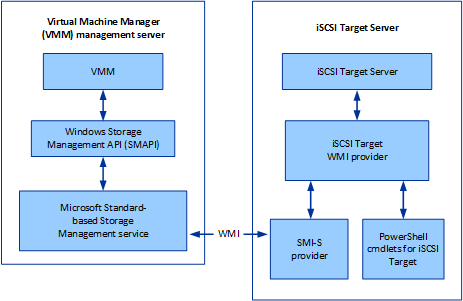 Virtual Machine Manager
(VMM) management server
VMM
Windows Storage
Management API (SMAPI)
Microsoft Standard-
based Storage
Management service
WMI
iSCSI Target Server
iSCSI Target Server
iSCSI Target
WMI provider
SMI-S
provider
PowerShell
cmdlets for iSCSI
Target